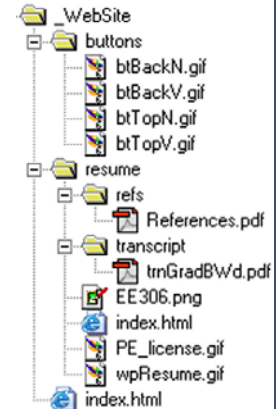 _WebSite
buttons
btBackN.gif
btBackV.gif
btTopN.gif
btTopV.gif
resume
refs
References.pdf
transcript
trnGradBWd.pdf
EE306.png
index.html
PE_license.gif
wpResume.gif
index.html